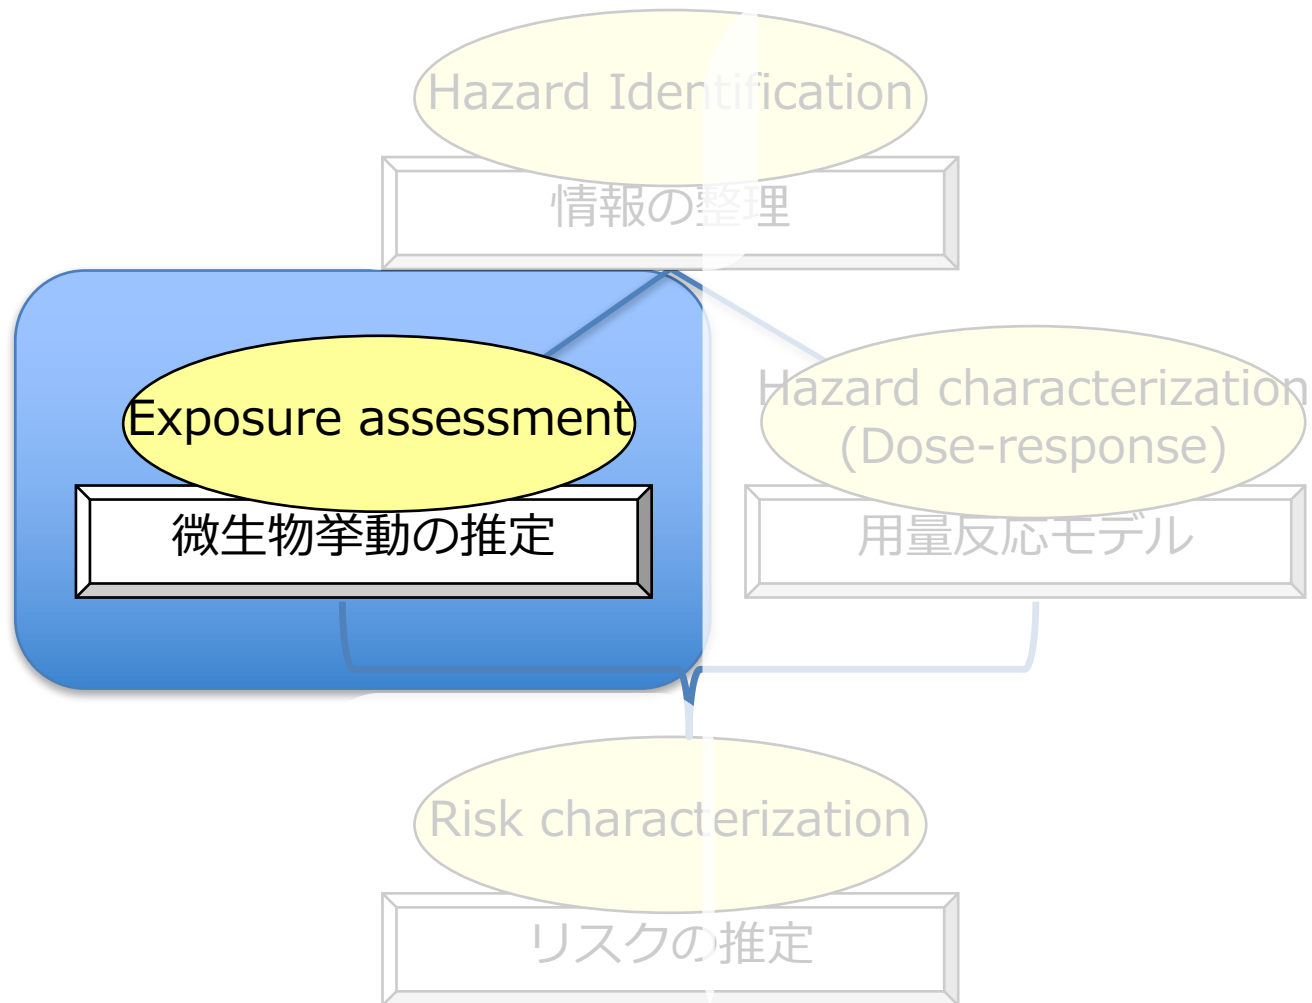 Hazard Identification
情報の整理
Exposure assessment
微生物挙動の推定
Hazard characterization
(Dose-response)
用量反応モデル
Risk characterization
リスクの推定